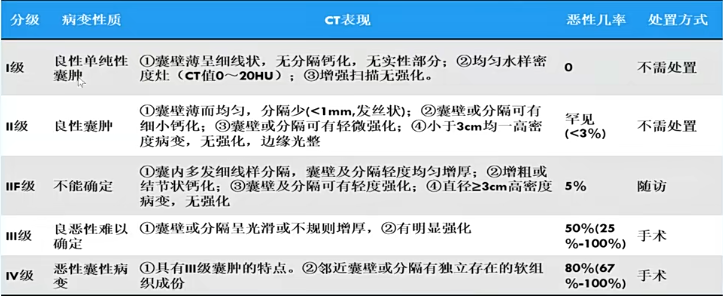 分级 病变性质 CT表现 恶性几率 处置方式
I级 良性单纯性囊肿 ①囊壁薄呈细线状，无分隔钙化，无实性部分；②均匀水样密度灶（CT值0～20HU）；③增强扫描无强化。 0 不需处置
II级 良性囊肿 ①囊壁薄而均匀，分隔少(<1mm,发丝状)；②囊壁或分隔可有细小钙化；③囊壁或分隔可有轻微强化；④小于3cm均一高密度病变，无强化，边缘光整 罕见(<3%) 不需处置
IIF级 不能确定 ①囊内多发细线样分隔，囊壁及分隔轻度均匀增厚；②增粗或结节状钙化；③囊壁及分隔可有轻度强化；④直径≥3cm高密度病变，无强化 5% 随访
III级 良恶性难以确定 ①囊壁或分隔呈光滑或不规则增厚，②有明显强化 50%(25%-100%) 手术
IV级 恶性囊性病变 ①具有III级囊肿的特点。②邻近囊壁或分隔有独立存在的软组织成份 80%(67%-100%) 手术